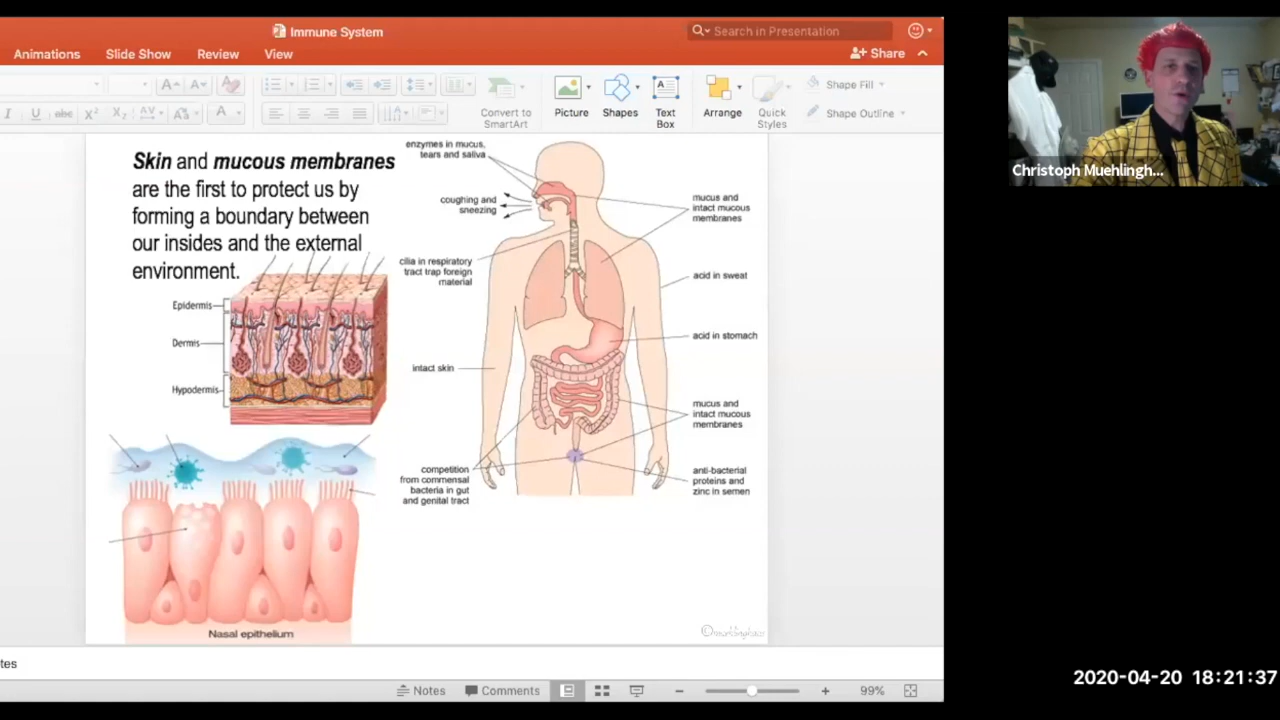 Immune System
Search in Presentation
Animations
Slide Show
Review
View
Share
Convert to
SmartArt
Picture
Shapes
Text
Box
Arrange
Quick
Styles
Shape Fill
Shape Outline
Skin and mucous membranes
are the first to protect us by
forming a boundary between
our insides and the external
environment.
Epidermis
Dermis
Hypodermis
Nasal epithelium
enzymes in mucus,
tears and saliva
coughing and
sneezing
cilia in respiratory
tract trap foreign
material
intact skin
competition
from commensal
bacteria in gut
and genital tract
mucus and
intact mucous
membranes
acid in sweat
acid in stomach
mucus and
intact mucous
membranes
anti-bacterial
proteins and
zinc in semen
Christoph Muehlingh...
tes
Notes
Comments
99%
2020-04-20 18:21:37